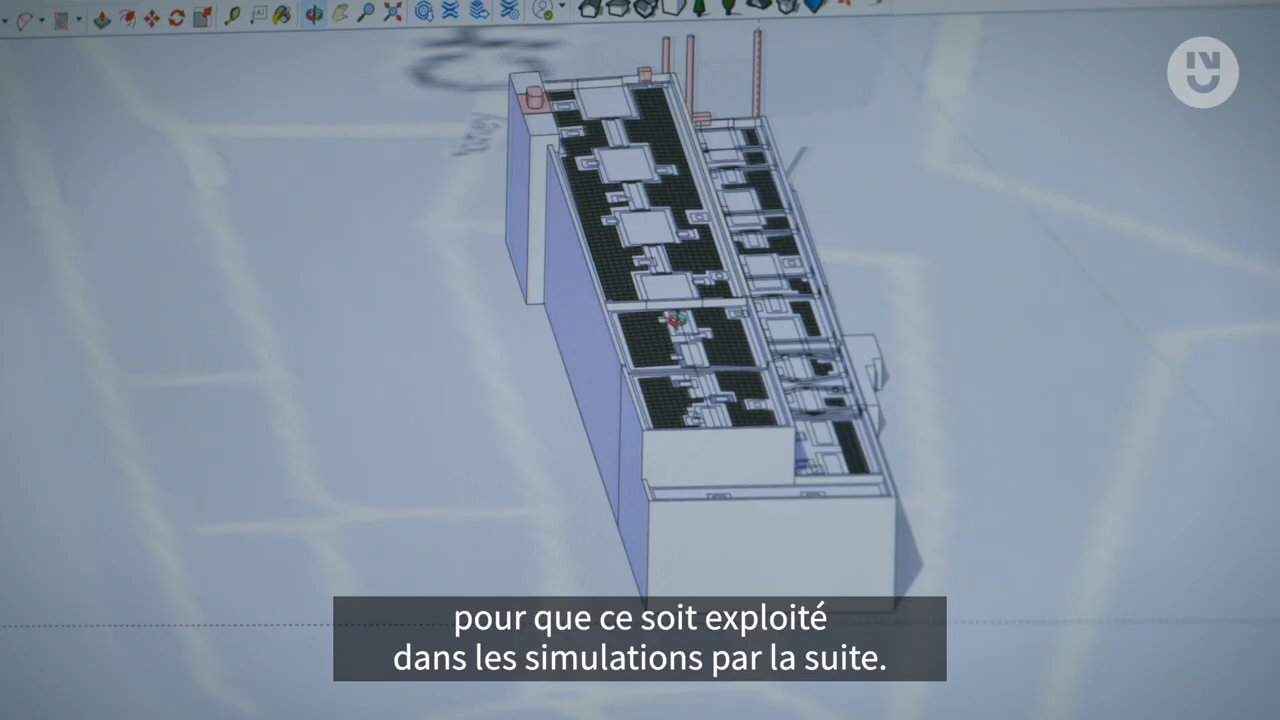 pour que ce soit exploité
dans les simulations par la suite.